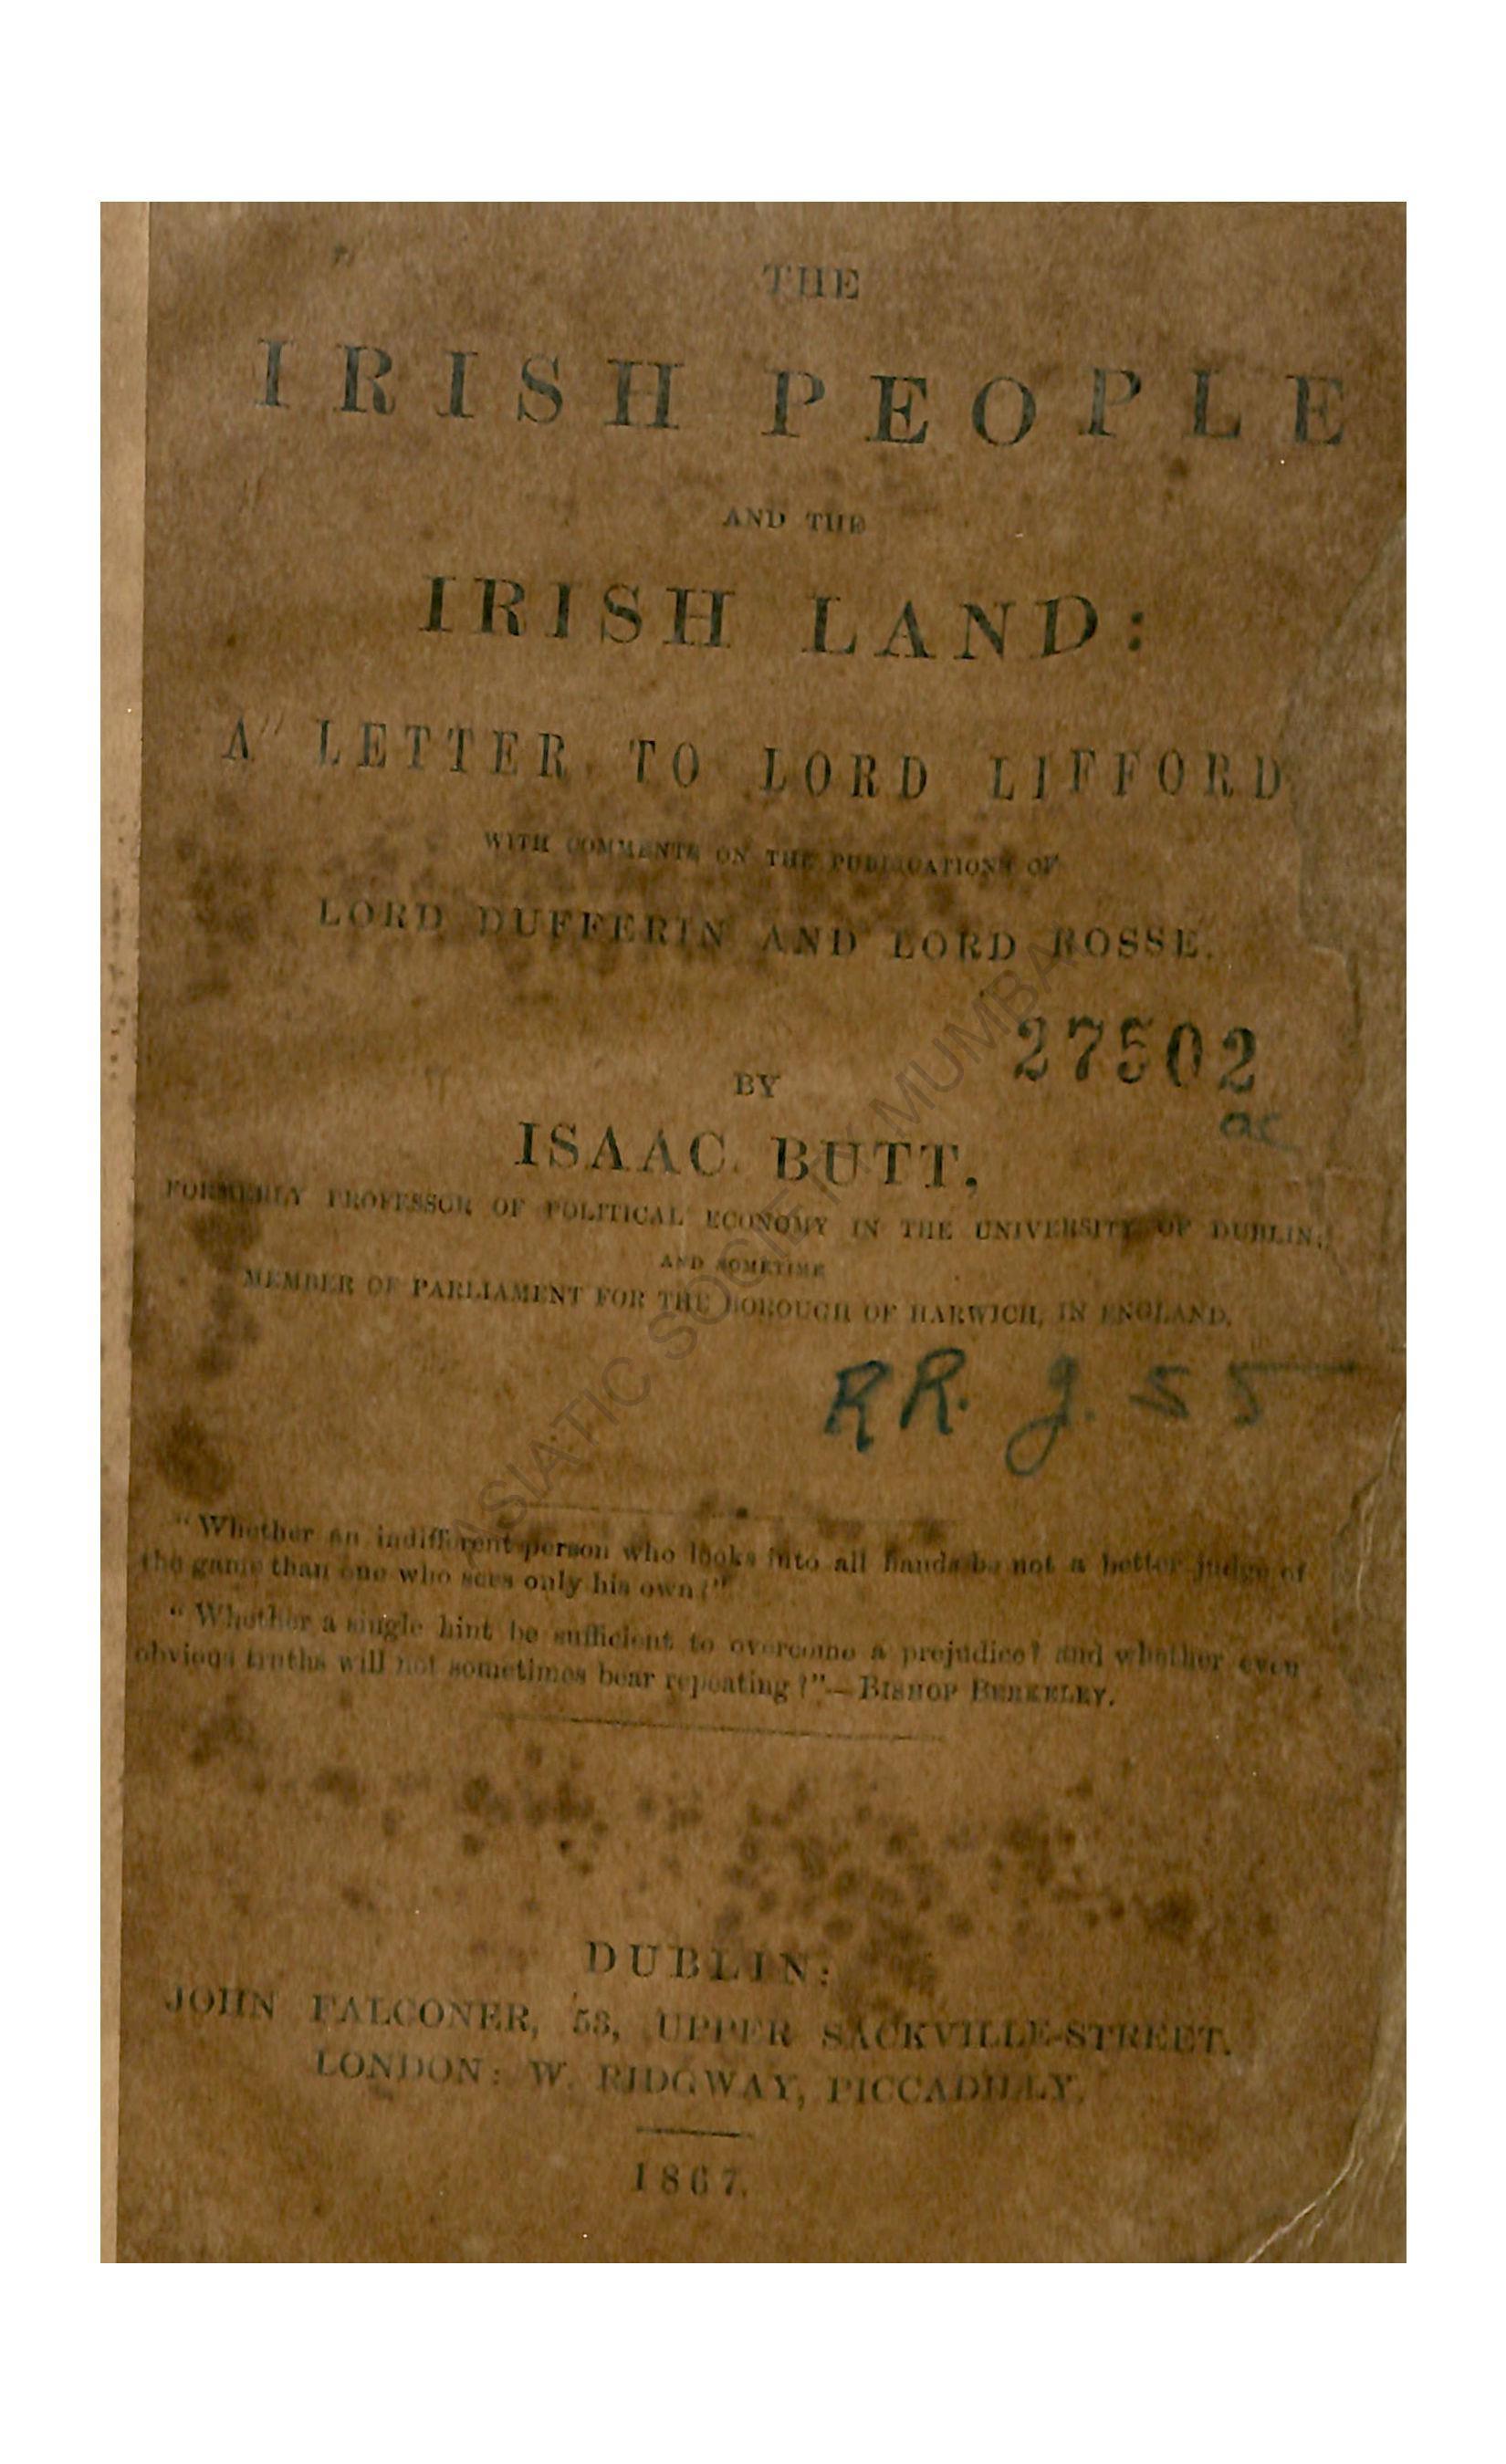 THE
IRISH PEOPLE
AND THE
IRISH LAND:
A LETTER TO LORD LIFFORD
WITH COMMENTS ON THE PUBLICATIONS OF
LORD DUFFERIN AND LORD ROSSE.
27502
ac
BY
ISAAC BUTT,
FORMERLY PROFESSOR OF POLITICAL ECONOMY IN THE UNIVERSITY OF DUBLIN,
AND SOMETIME
MEMBER OF PARLIAMENT FOR THE BOROUGH OF HARWICH, IN ENGLAND.
RR. g. 55
"Whether an indifferent person who looks into all hands be not a better judge of
the game than one who sees only his own?"
"Whether a single hint be sufficient to overcome a prejudice? and whether even
obvious truths will not sometimes bear repeating?"—BISHOP BERKELEY.
DUBLIN:
JOHN FALCONER, 53, UPPER SACKVILLE-STREET.
LONDON: W. RIDGWAY, PICCADILLY.
1867.
ASIATIC SOCIETY, MUMBAI